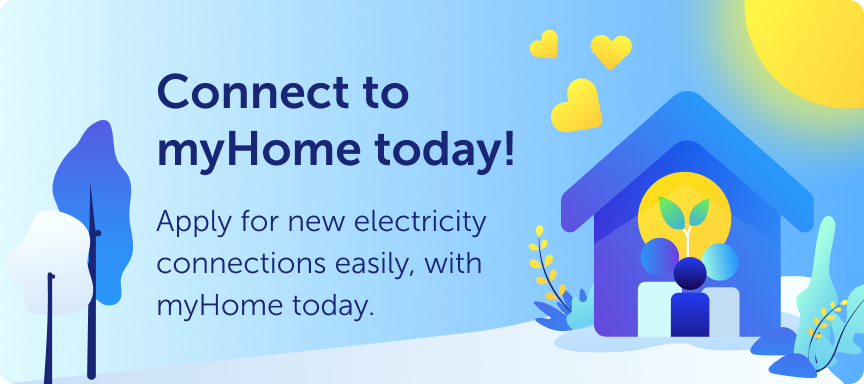 Connect to
myHome today!
Apply for new electricity
connections easily, with
myHome today.